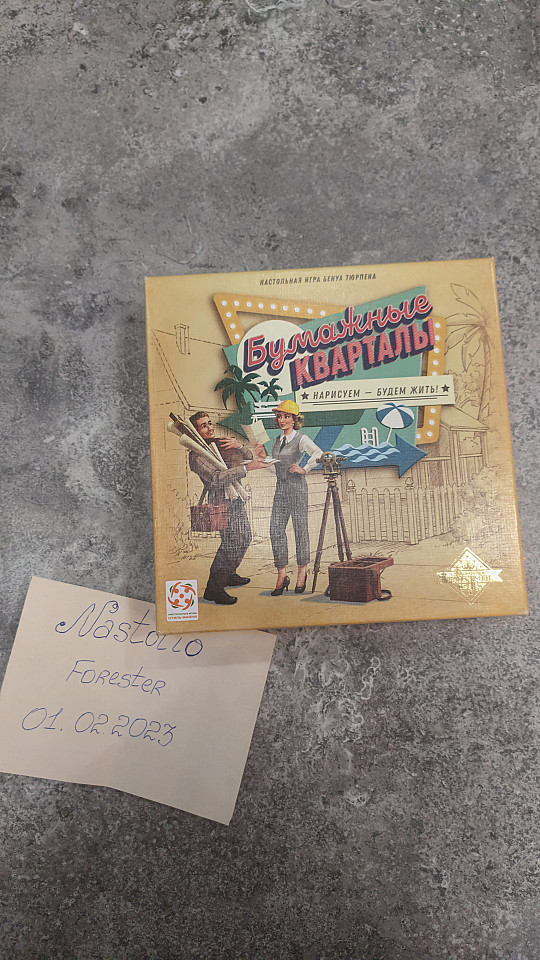 НАСТОЛЬНАЯ ИГРА БЕНУА ТЮРПЕНА
Бумажные
КВАРТАЛЫ
★ НАРИСУЕМ — БУДЕМ ЖИТЬ! ★
Nastollo
Forester
01.02.2023